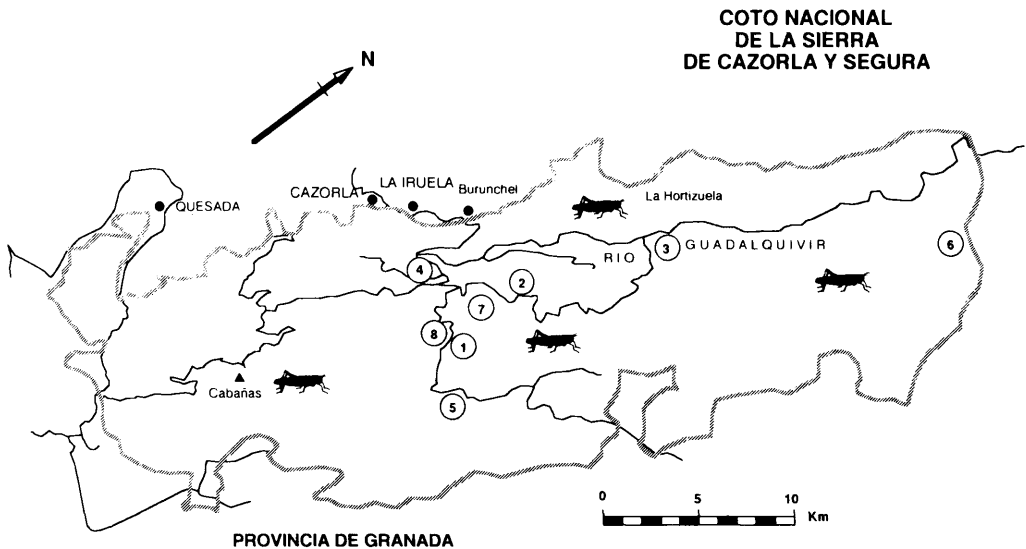 COTO NACIONAL
DE LA SIERRA
DE CAZORLA Y SEGURA
N
QUESADA
CAZORLA
LA IRUELA
Burunchel
La Hortizuela
RIO GUADALQUIVIR
3
6
4
2
7
8
1
5
Cabañas
0 5 10
Km
PROVINCIA DE GRANADA